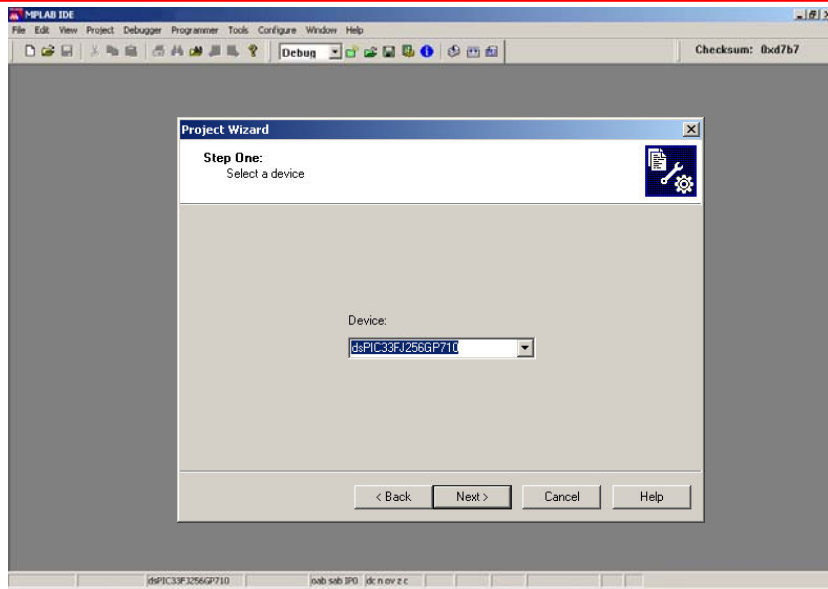 MPLAB IDE
File Edit View Project Debugger Programmer Tools Configure Window Help
Debug Checksum: 0xd7b7
Project Wizard
Step One:
Select a device
Device:
dsPIC33FJ256GP710
< Back Next > Cancel Help
dsPIC33FJ256GP710 oab sab IP0 dc n ov z c